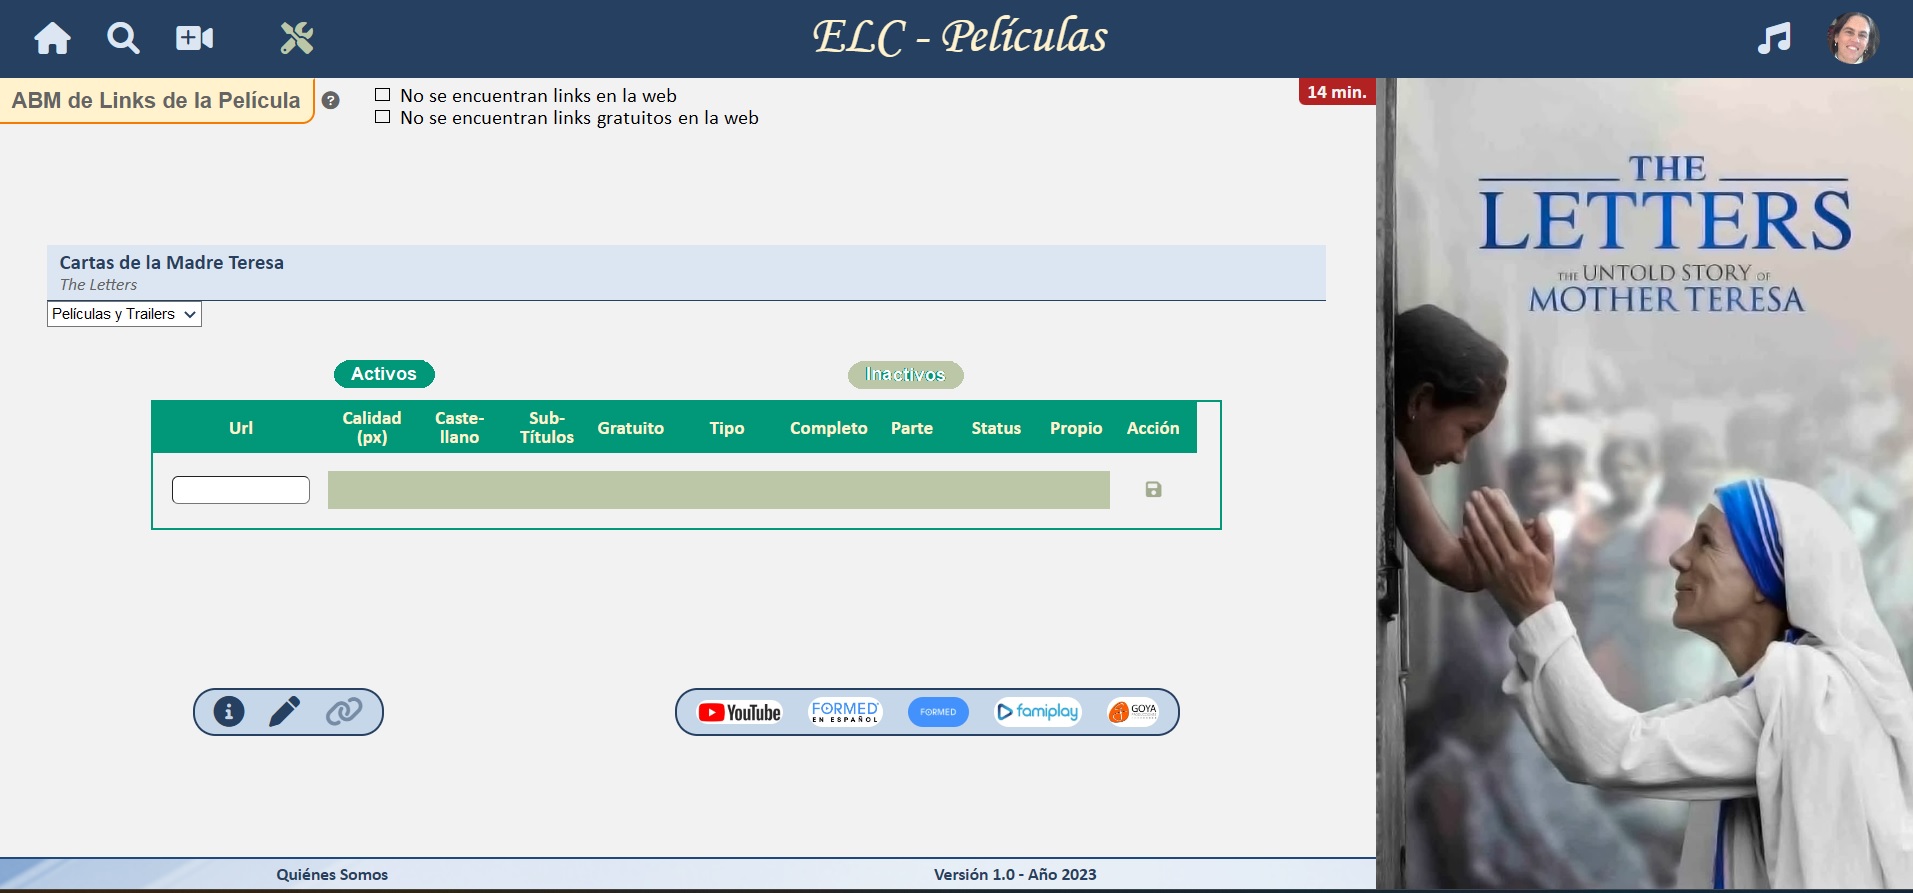 ELC - Películas
ABM de Links de la Película
?
No se encuentran links en la web
No se encuentran links gratuitos en la web
14 min.
Cartas de la Madre Teresa
The Letters
Películas y Trailers
Activos
Inactivos
Url
Calidad
(px)
Caste-
llano
Sub-
Títulos
Gratuito
Tipo
Completo
Parte
Status
Propio
Acción
YouTube
FORMED
EN ESPAÑOL
FORMED
famiplay
GOYA
THE
LETTERS
THE UNTOLD STORY OF
MOTHER TERESA
Quiénes Somos
Versión 1.0 - Año 2023